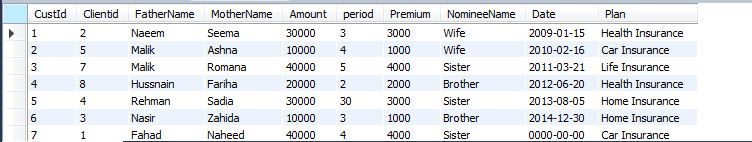 CustId Clientid FatherName MotherName Amount period Premium NomineeName Date Plan
1 2 Naeem Seema 30000 3 3000 Wife 2009-01-15 Health Insurance
2 5 Malik Ashna 10000 4 1000 Wife 2010-02-16 Car Insurance
3 7 Malik Romana 40000 5 4000 Sister 2011-03-21 Life Insurance
4 8 Hussnain Fariha 20000 2 2000 Brother 2012-06-20 Health Insurance
5 4 Rehman Sadia 30000 30 3000 Sister 2013-08-05 Home Insurance
6 3 Nasir Zahida 10000 3 1000 Brother 2014-12-30 Home Insurance
7 1 Fahad Naheed 40000 4 4000 Sister 0000-00-00 Car Insurance